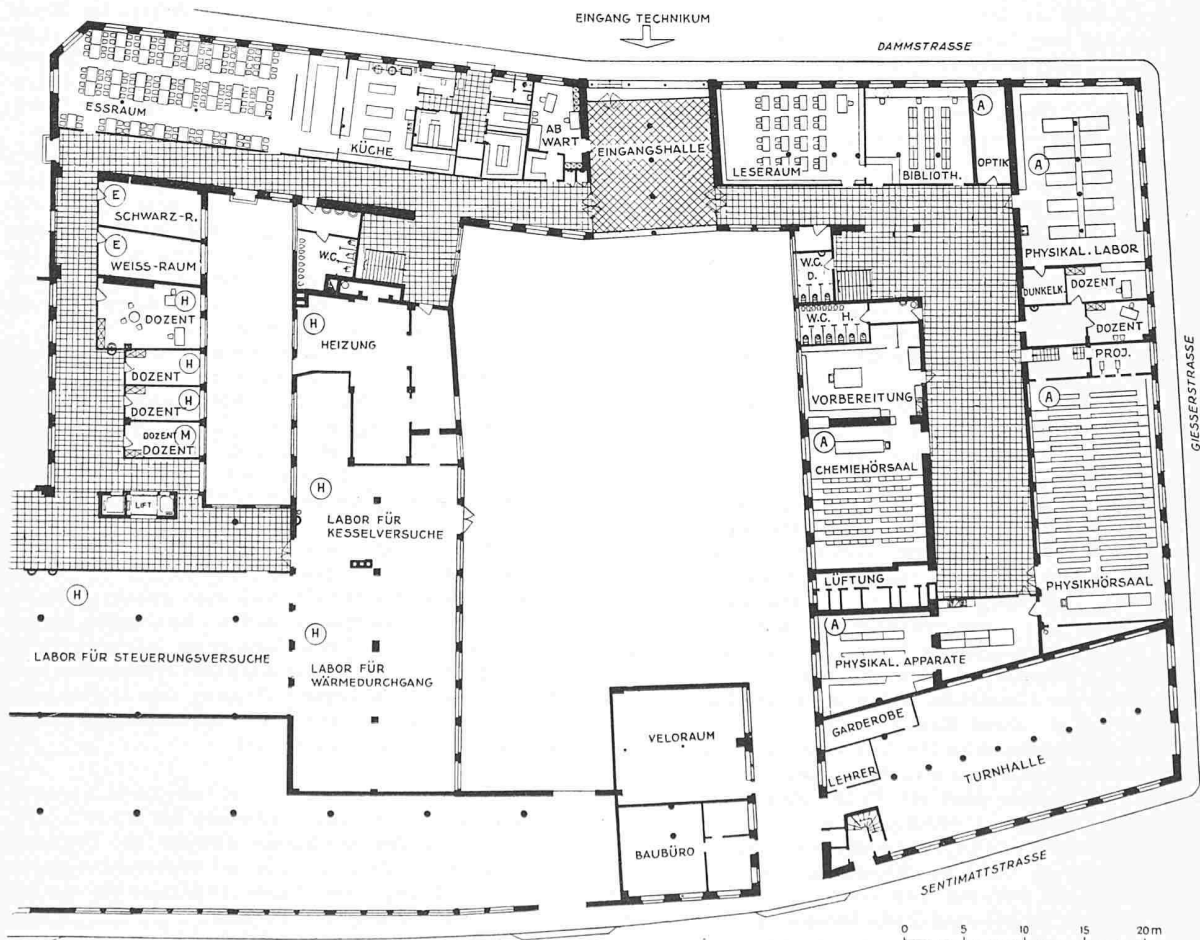 EINGANG TECHNIKUM
DAMMSTRASSE
ESSRAUM
KÜCHE
AB
WART
EINGANGSHALLE
LESERAUM
BIBLIOTH.
A
OPTIK
A
PHYSIKAL. LABOR
E
SCHWARZ-R.
E
WEISS-RAUM
W.C.
W.C.
D.
DUNKELK.
DOZENT
H
DOZENT
H
HEIZUNG
W.C. H.
DOZENT
PROJ.
H
DOZENT
H
DOZENT
VORBEREITUNG
A
GIESSERSTRASSE
DOZENT
M
DOZENT
A
CHEMIEHÖRSAAL
LIFT
H
LABOR FÜR
KESSELVERSUCHE
LÜFTUNG
PHYSIKHÖRSAAL
H
H
A
LABOR FÜR STEUERUNGSVERSUCHE
LABOR FÜR
WÄRMEDURCHGANG
PHYSIKAL. APPARATE
GARDEROBE
VELORAUM
LEHRER
TURNHALLE
BAUBÜRO
SENTIMATTSTRASSE
0 5 10 15 20 m